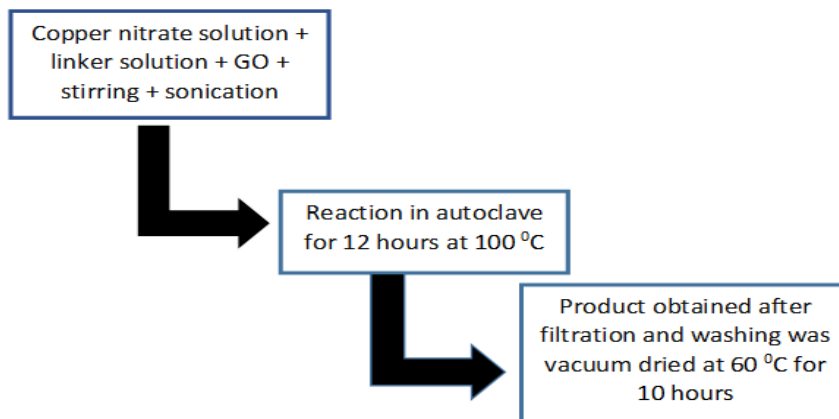 Copper nitrate solution +
linker solution + GO +
stirring + sonication
Reaction in autoclave
for 12 hours at 100 ⁰C
Product obtained after
filtration and washing was
vacuum dried at 60 ⁰C for
10 hours